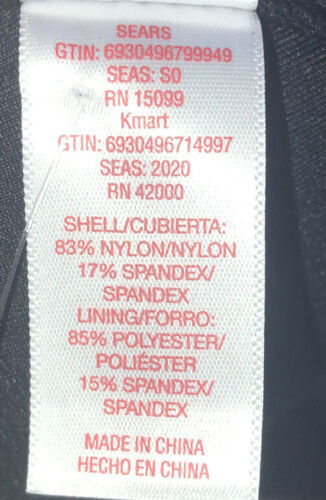 SEARS
GTIN: 6930496799949
SEAS: S0
RN 15099
Kmart
GTIN: 6930496714997
SEAS: 2020
RN 42000
SHELL/CUBIERTA:
83% NYLON/NYLON
17% SPANDEX/
SPANDEX
LINING/FORRO:
85% POLYESTER/
POLIÉSTER
15% SPANDEX/
SPANDEX
MADE IN CHINA
HECHO EN CHINA